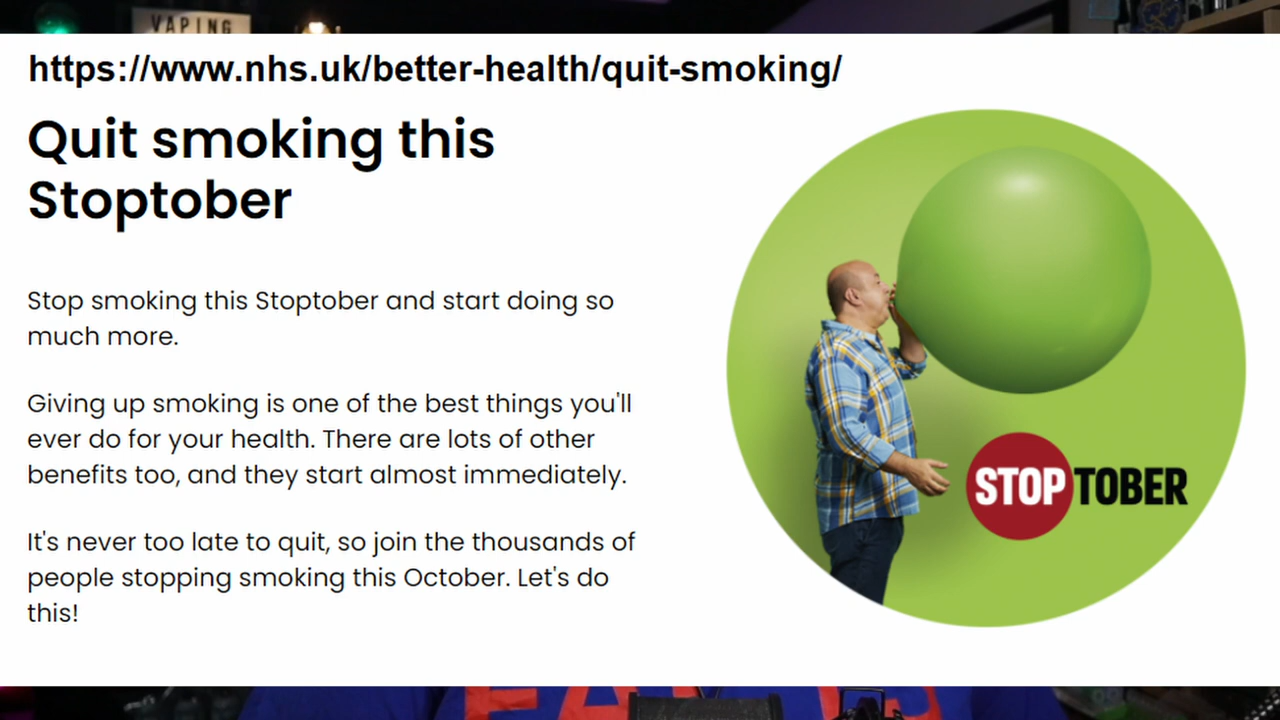 VAPING
https://www.nhs.uk/better-health/quit-smoking/
Quit smoking this
Stoptober
Stop smoking this Stoptober and start doing so
much more.
Giving up smoking is one of the best things you'll
ever do for your health. There are lots of other
benefits too, and they start almost immediately.
It's never too late to quit, so join the thousands of
people stopping smoking this October. Let's do
this!
STOPTOBER